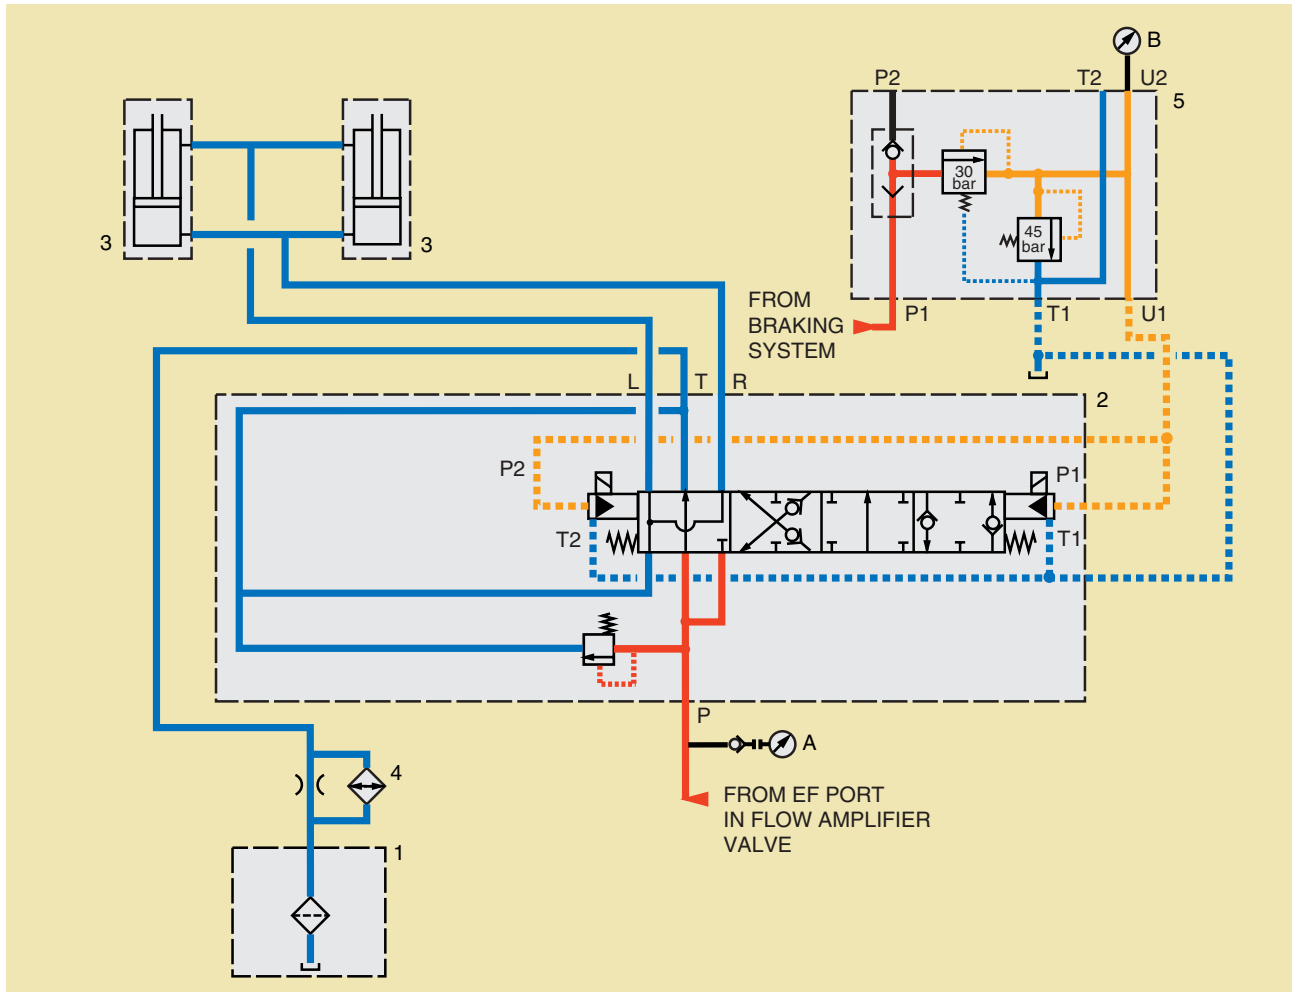 B
P2
T2
U2
5
30
bar
45
bar
3
3
FROM
BRAKING
SYSTEM
P1
T1
U1
L
T
R
2
P2
P1
T2
T1
P
A
4
FROM EF PORT
IN FLOW AMPLIFIER
VALVE
1